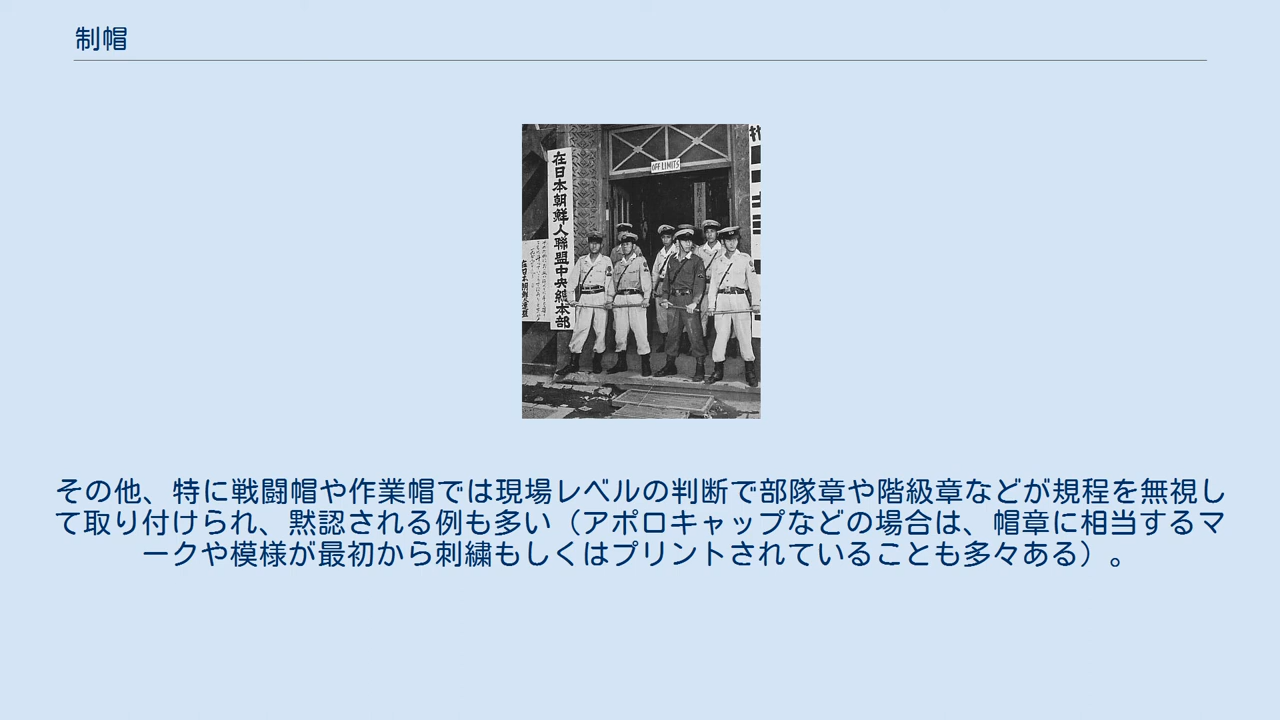 制帽
OFF LIMITS
在日本朝鮮人聯盟中央総本部
その他、特に戦闘帽や作業帽では現場レベルの判断で部隊章や階級章などが規程を無視し
て取り付けられ、黙認される例も多い（アポロキャップなどの場合は、帽章に相当するマ
ークや模様が最初から刺繍もしくはプリントされていることも多々ある）。